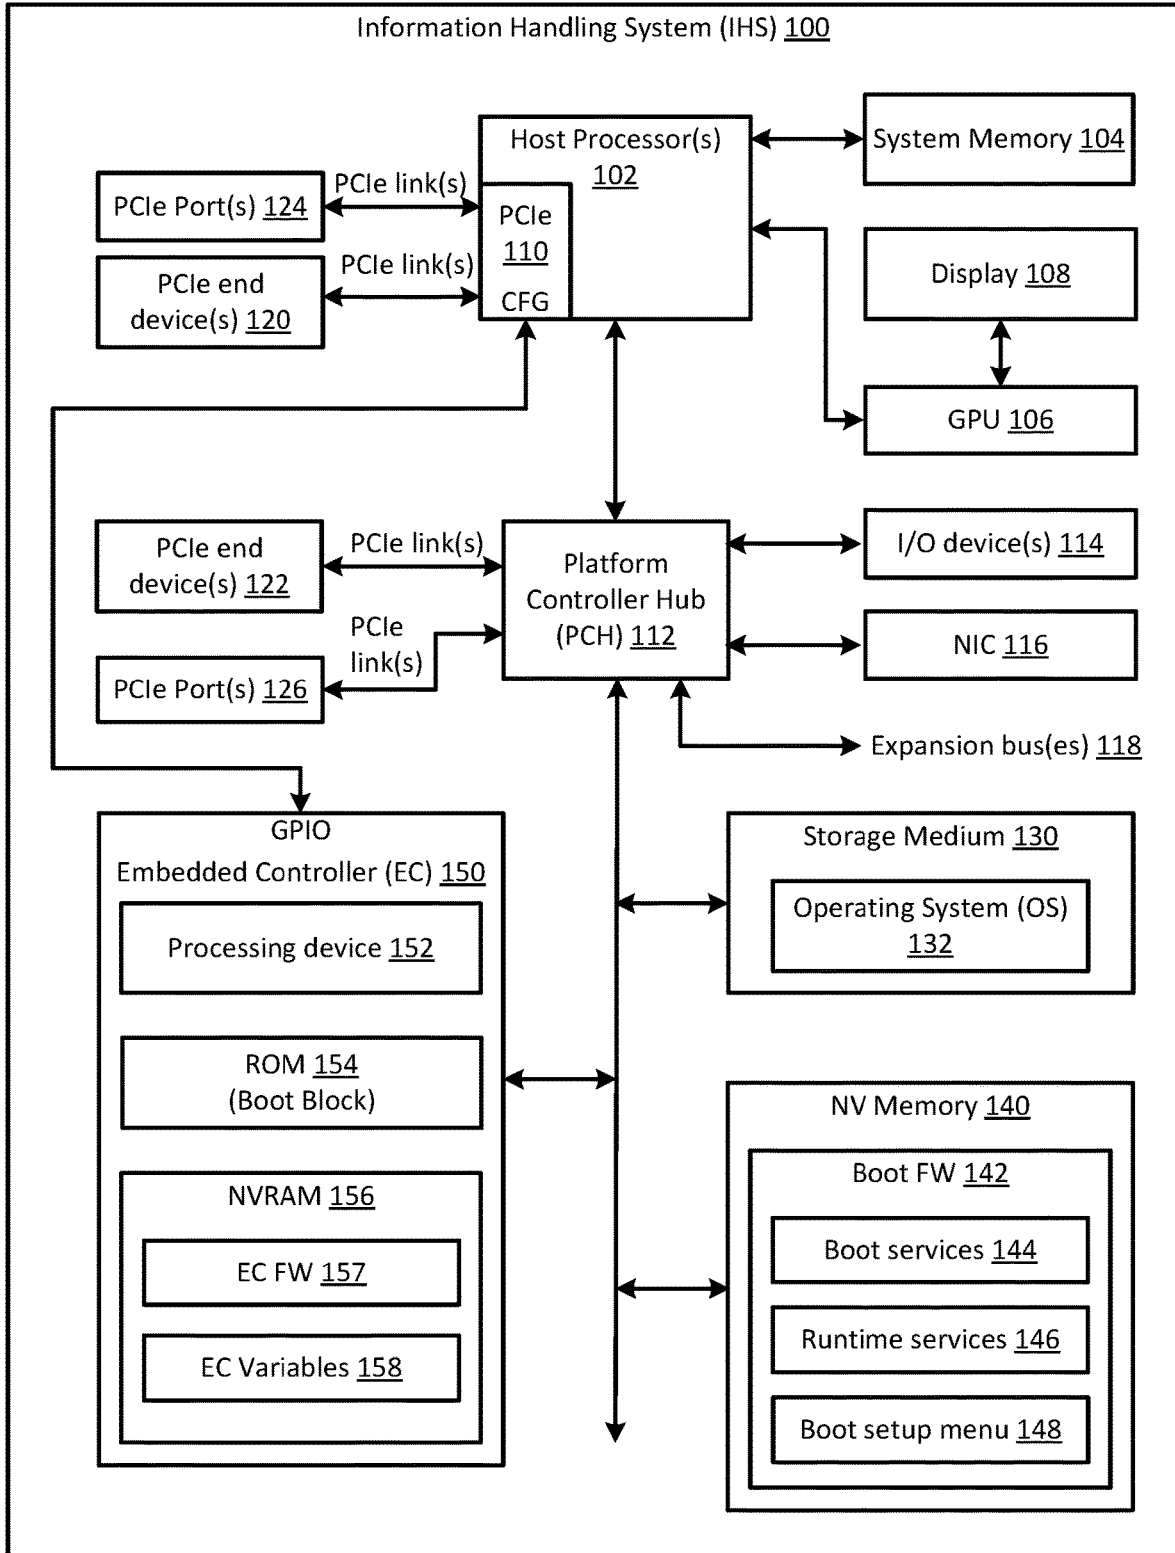 Information Handling System (IHS) 100
Host Processor(s)
102
System Memory 104
PCIe link(s)
PCIe Port(s) 124
PCIe
110
CFG
PCIe link(s)
PCIe end
device(s) 120
Display 108
GPU 106
PCIe end
device(s) 122
PCIe link(s)
Platform
Controller Hub
(PCH) 112
I/O device(s) 114
PCIe
link(s)
NIC 116
PCIe Port(s) 126
Expansion bus(es) 118
GPIO
Embedded Controller (EC) 150
Processing device 152
ROM 154
(Boot Block)
NVRAM 156
EC FW 157
EC Variables 158
Storage Medium 130
Operating System (OS)
132
NV Memory 140
Boot FW 142
Boot services 144
Runtime services 146
Boot setup menu 148